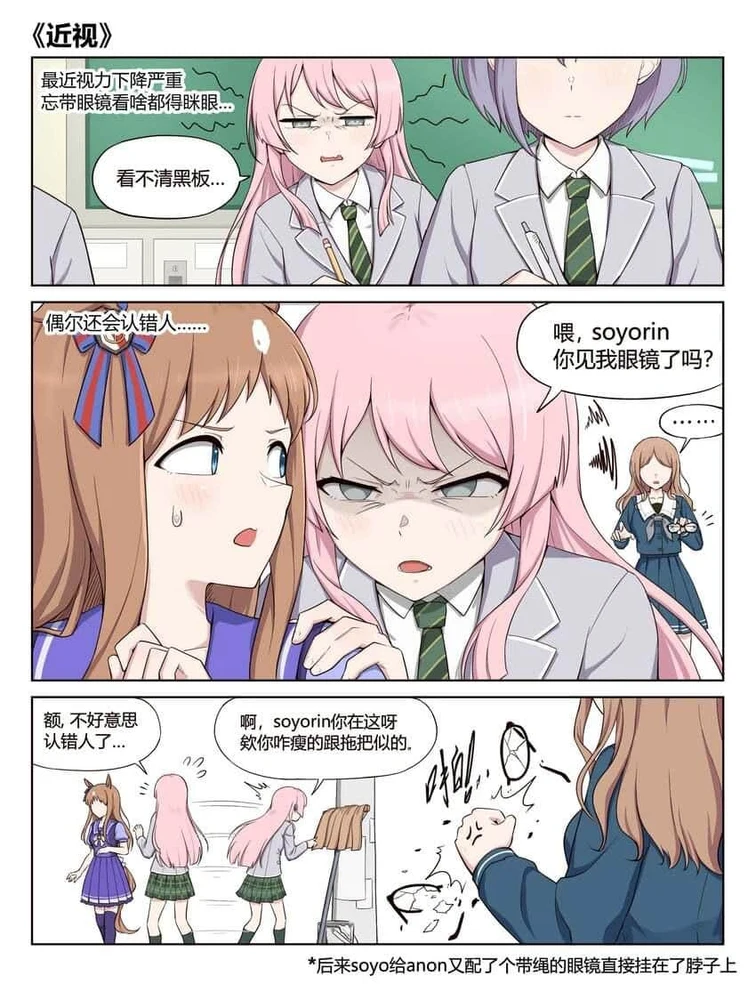 《近视》
最近视力下降严重
忘带眼镜看啥都得眯眼...
看不清黑板...
偶尔还会认错人......
喂，soyorin
你见我眼镜了吗？
……
额, 不好意思
认错人了...
啊，soyorin你在这呀
欸你咋瘦的跟拖把似的。
啪!..
*后来soyo给anon又配了个带绳的眼镜直接挂在了脖子上